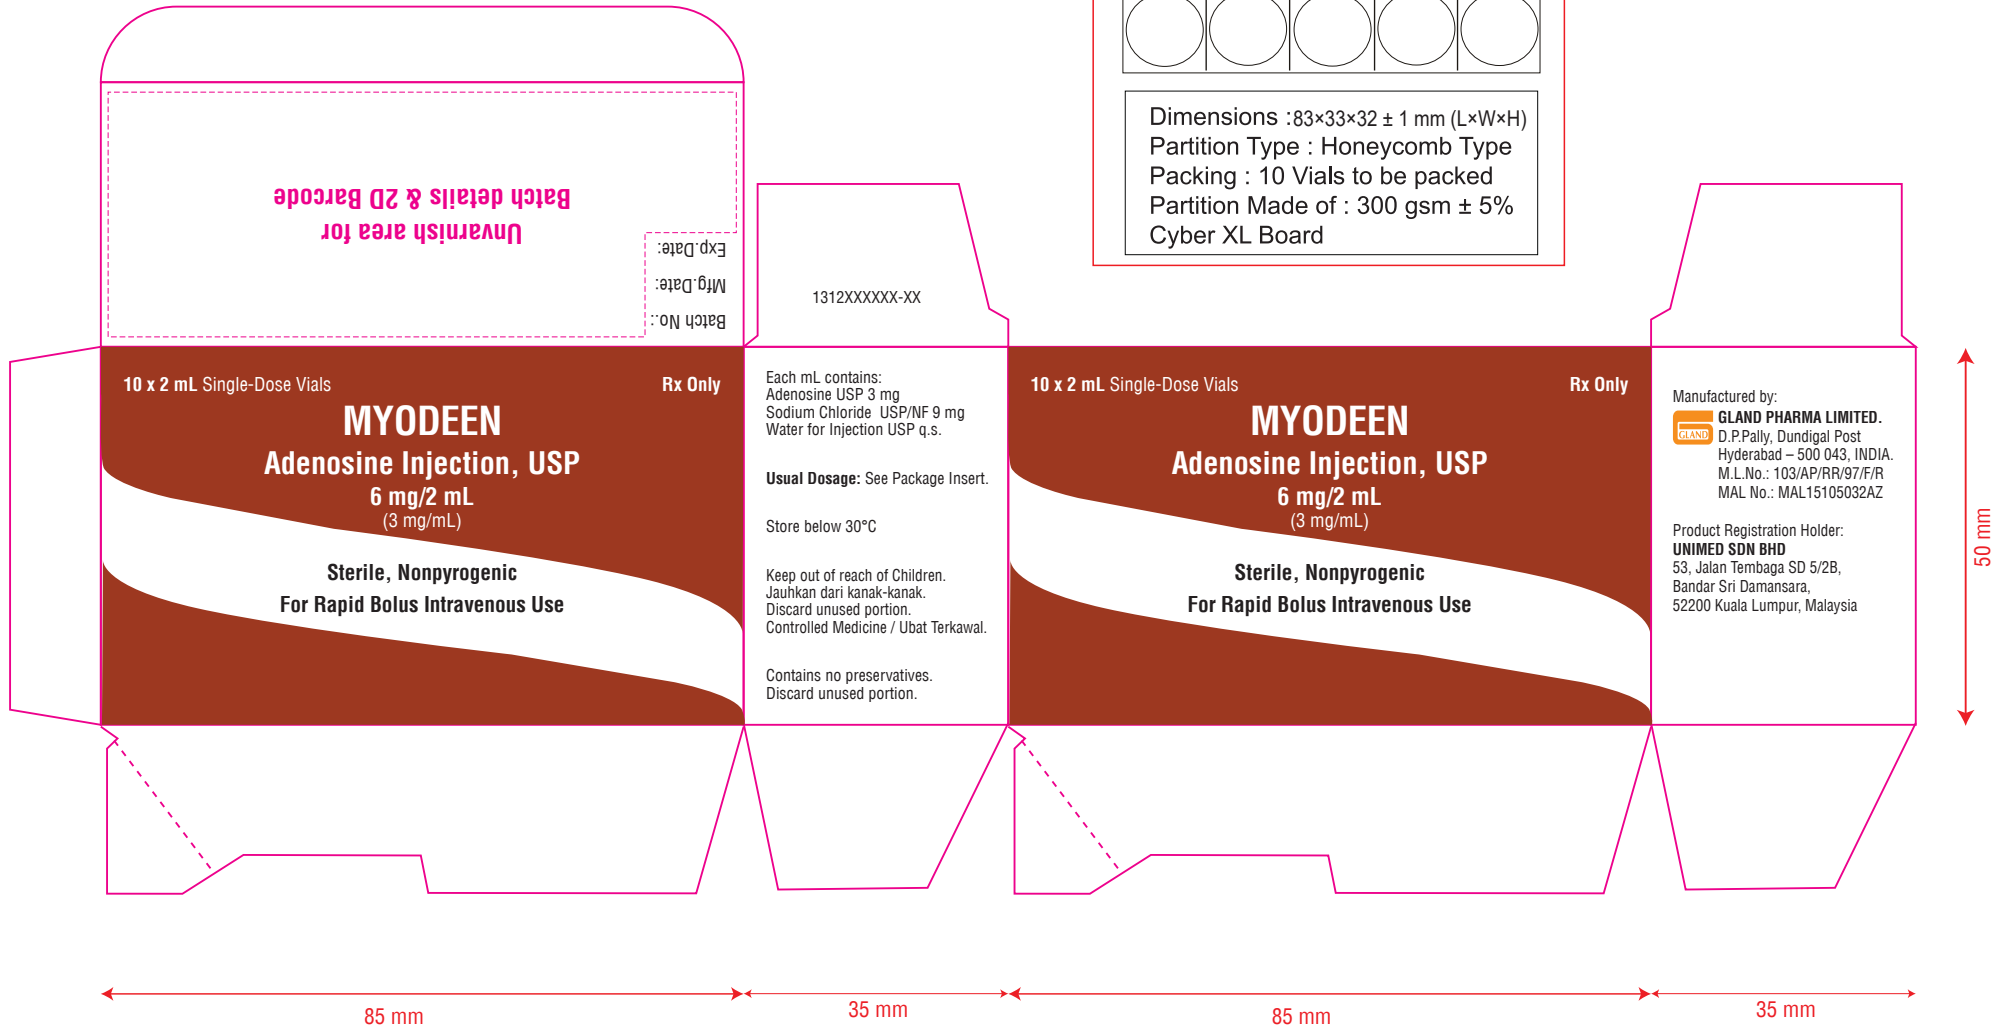 Dimensions :83×33×32 ± 1 mm (L×W×H)
Partition Type : Honeycomb Type
Packing : 10 Vials to be packed
Partition Made of : 300 gsm ± 5%
Cyber XL Board
Batch No.:
Mfg.Date:
Exp.Date:
Unvarnish area for
Batch details & 2D Barcode
1312XXXXXX-XX
10 x 2 mL Single-Dose Vials
Rx Only
MYODEEN
Adenosine Injection, USP
6 mg/2 mL
(3 mg/mL)
Sterile, Nonpyrogenic
For Rapid Bolus Intravenous Use
Each mL contains:
Adenosine USP 3 mg
Sodium Chloride USP/NF 9 mg
Water for Injection USP q.s.
Usual Dosage: See Package Insert.
Store below 30°C
Keep out of reach of Children.
Jauhkan dari kanak-kanak.
Discard unused portion.
Controlled Medicine / Ubat Terkawal.
Contains no preservatives.
Discard unused portion.
10 x 2 mL Single-Dose Vials
Rx Only
MYODEEN
Adenosine Injection, USP
6 mg/2 mL
(3 mg/mL)
Sterile, Nonpyrogenic
For Rapid Bolus Intravenous Use
Manufactured by:
GLAND
GLAND PHARMA LIMITED.
D.P.Pally, Dundigal Post
Hyderabad – 500 043, INDIA.
M.L.No.: 103/AP/RR/97/F/R
MAL No.: MAL15105032AZ
Product Registration Holder:
UNIMED SDN BHD
53, Jalan Tembaga SD 5/2B,
Bandar Sri Damansara,
52200 Kuala Lumpur, Malaysia
50 mm
85 mm
35 mm
85 mm
35 mm